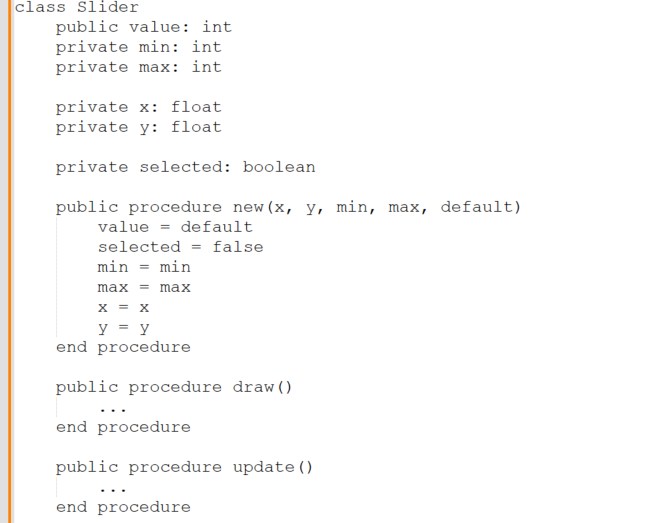 class Slider
public value: int
private min: int
private max: int
private x: float
private y: float
private selected: boolean
public procedure new(x, y, min, max, default)
value = default
selected = false
min = min
max = max
x = x
y = y
end procedure
public procedure draw()
...
end procedure
public procedure update()
...
end procedure